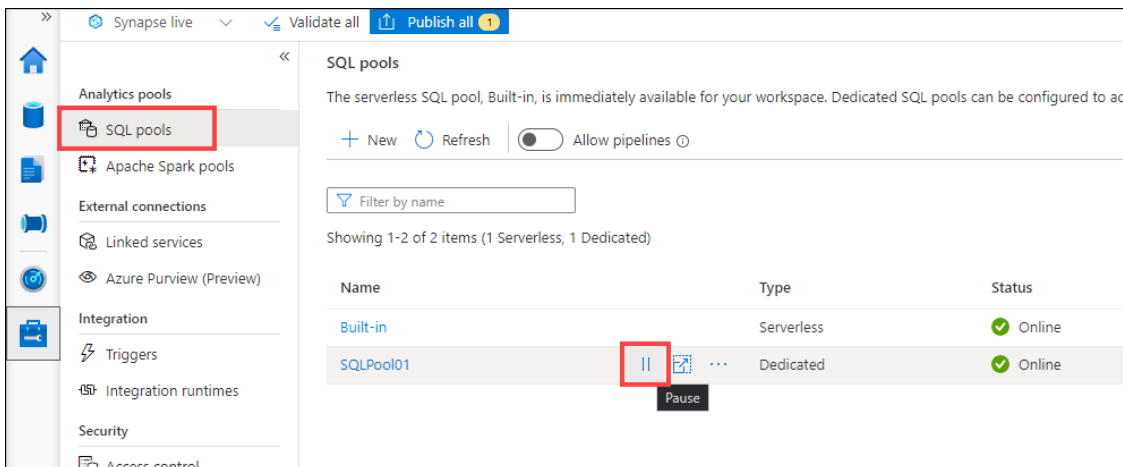 Synapse live
Validate all
Publish all 1
Analytics pools
SQL pools
Apache Spark pools
External connections
Linked services
Azure Purview (Preview)
Integration
Triggers
Integration runtimes
Security
Access control
SQL pools
The serverless SQL pool, Built-in, is immediately available for your workspace. Dedicated SQL pools can be configured to
New Refresh Allow pipelines
Filter by name
Showing 1-2 of 2 items (1 Serverless, 1 Dedicated)
Name Type Status
Built-in Serverless Online
SQLPool01 Dedicated Online
Pause